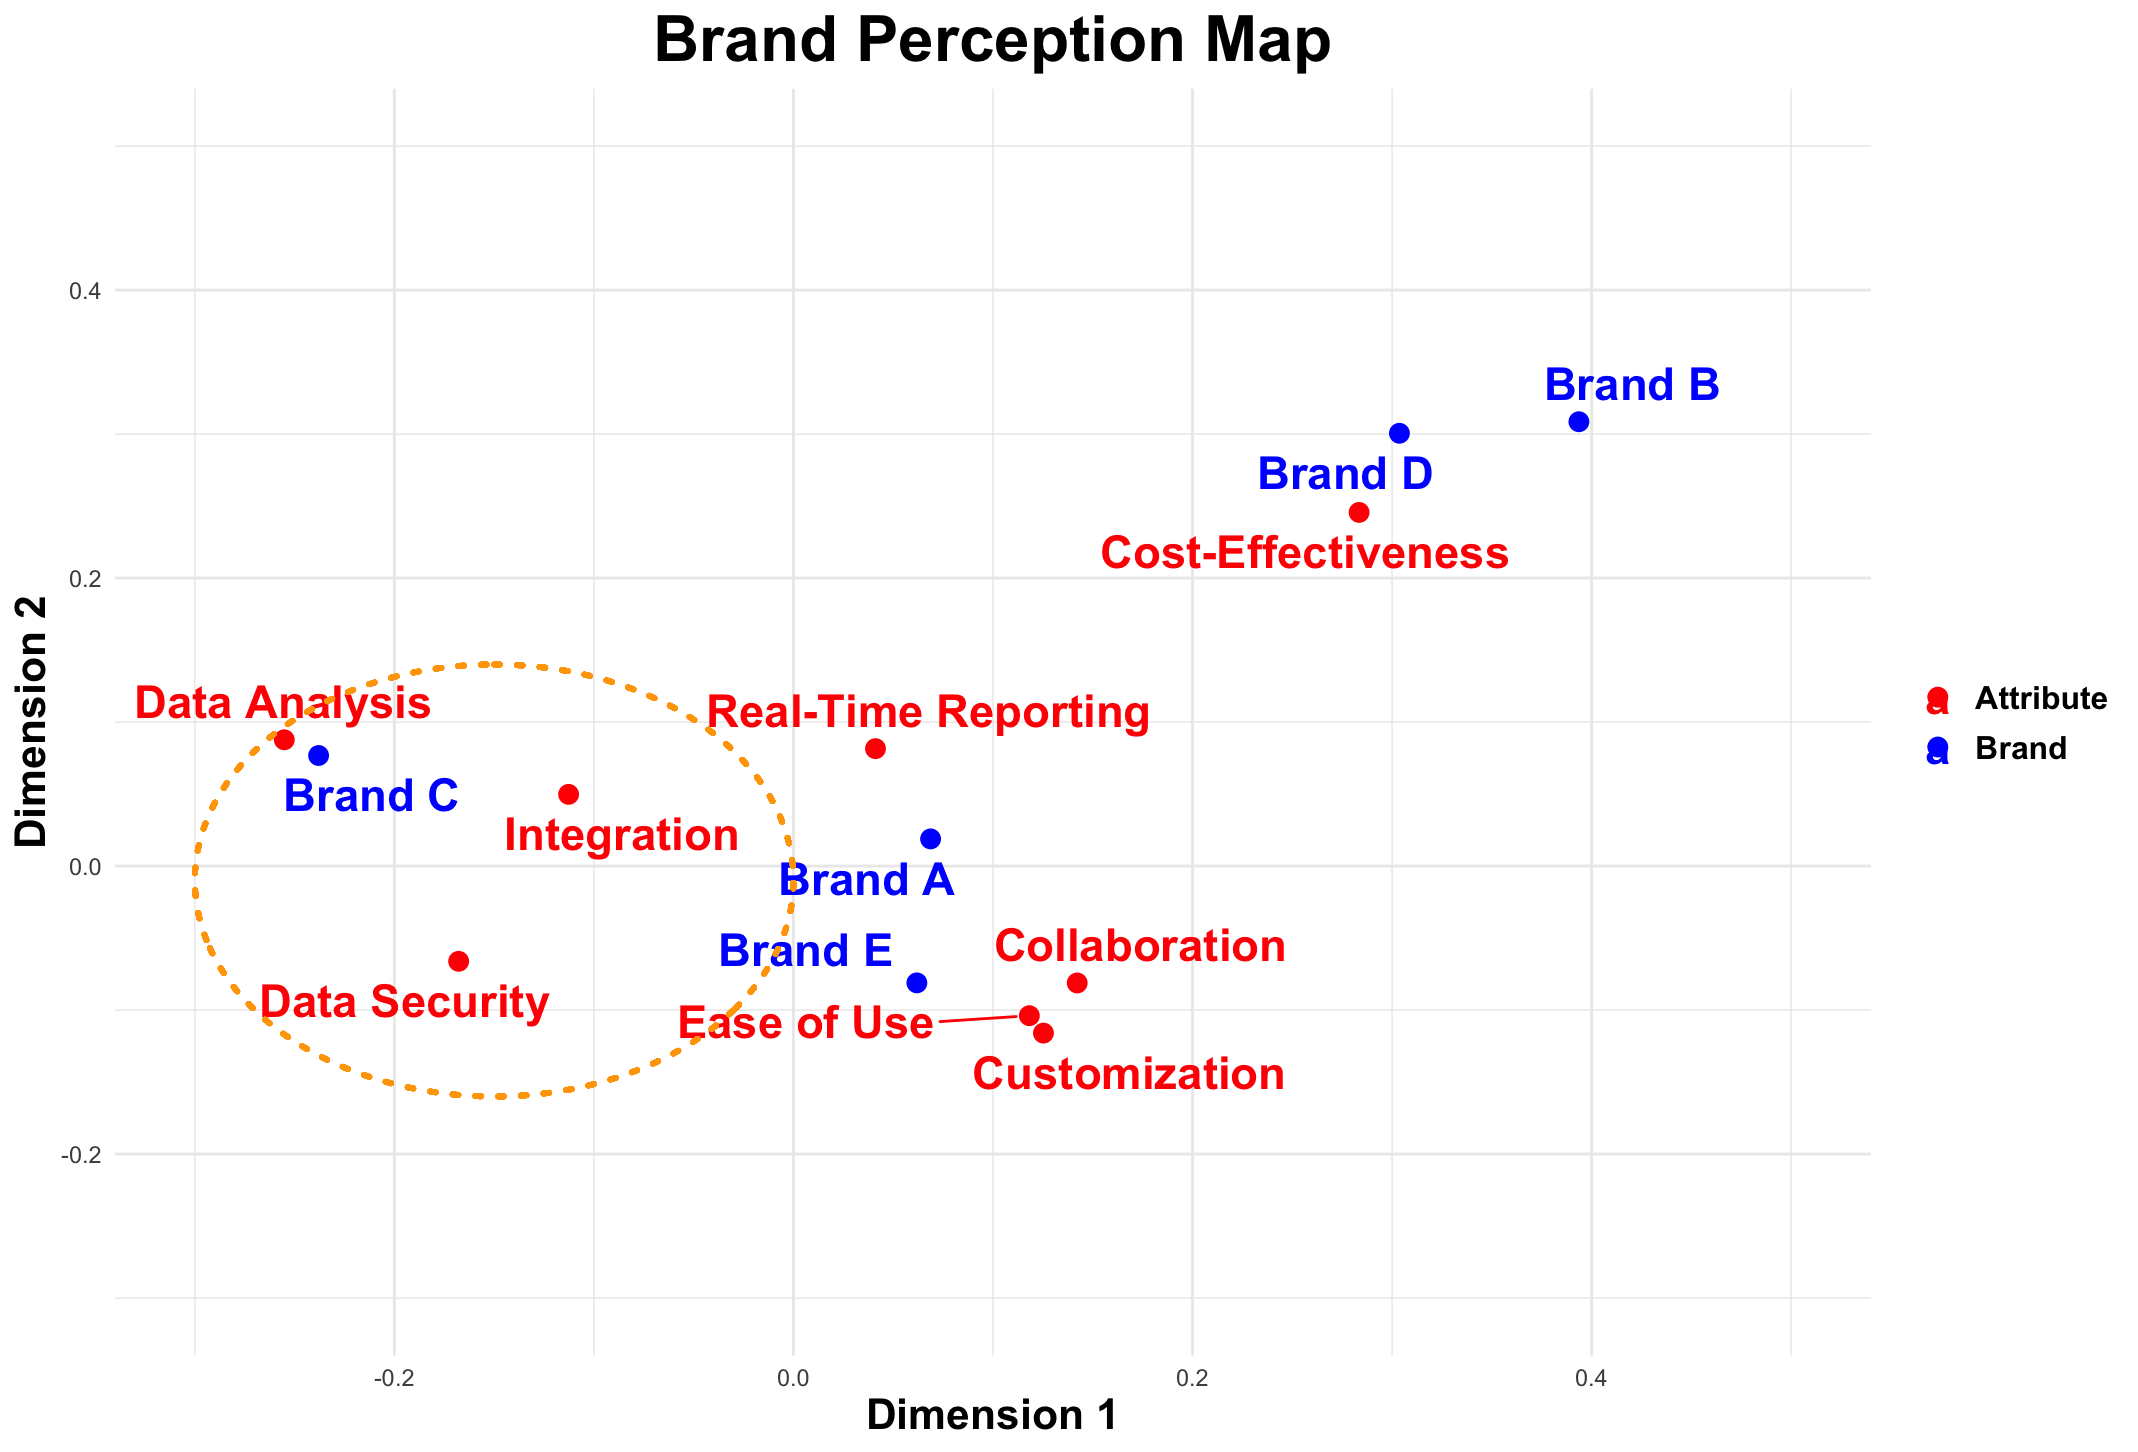 Brand Perception Map
Dimension 2
0.4
0.2
0.0
-0.2
Brand B
Brand D
Cost-Effectiveness
Data Analysis
Real-Time Reporting
Brand C
Integration
Brand A
Brand E
Collaboration
Data Security
Ease of Use
Customization
a Attribute
a Brand
-0.2
0.0
0.2
0.4
Dimension 1